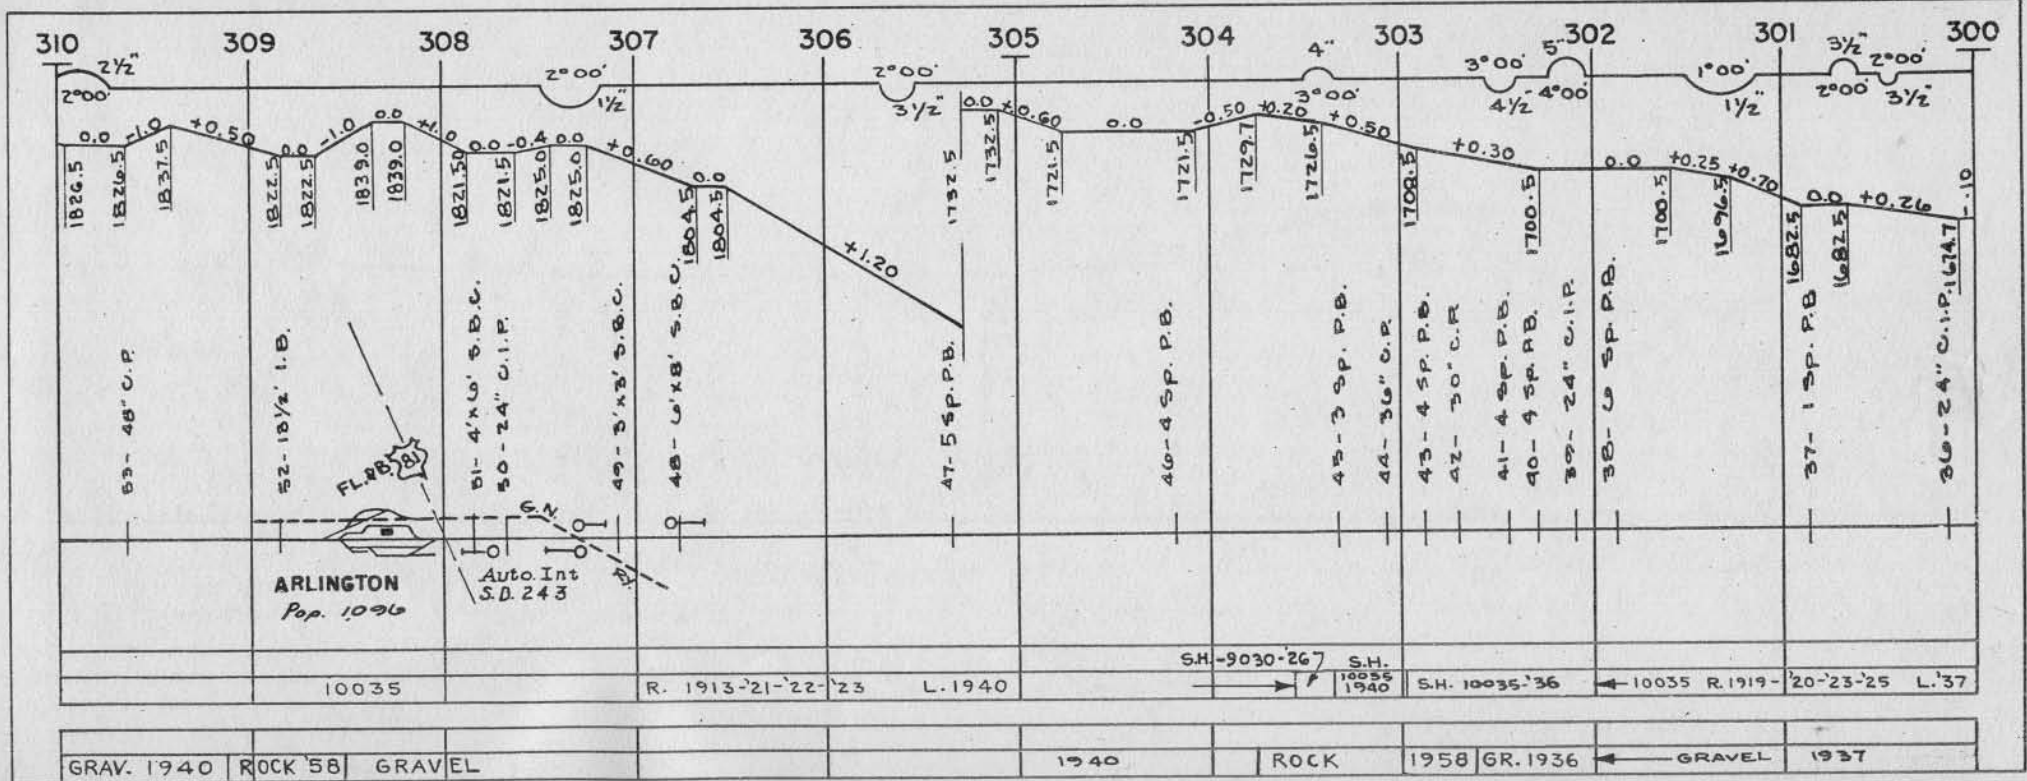 310 309 308 307 306 305 304 303 302 301 300
2½" 2°00' 2°00' 4" 3°00' 5" 1°00' 3½" 2°00'
2°00' 1½" 3½" 3°00' 4½" 4°00' 1½" 2°00' 3½"
0.0 -1.0 +0.50 0.0 -1.0 0.0 +1.0 0.0 -0.4 0.0 +0.60 0.0 +1.20 0.0 +0.60 0.0 -0.50 +0.20 +0.50 +0.30 0.0 +0.25 +0.70 0.0 +0.26 -.10
1826.5 1826.5 1837.5 1822.5 1822.5 1839.0 1839.0 1821.50 1821.5 1825.0 1825.0 1804.5 1804.5 1732.5 1732.5 1721.5 1721.5 1729.7 1726.5 1708.5 1700.5 1700.5 1696.5 1682.5 1682.5 1674.7
53-48" C.P.
52-13½' I.B.
51-4'x6' S.B.C.
50-24" C.I.P.
49-3'x3' S.B.C.
48-6'x8' S.B.C.
47-5 Sp. P.B.
46-4 Sp. P.B.
45-3 Sp. P.B.
44-36" C.P.
43-4 Sp. P.B.
42-30" C.P.
41-4 Sp. P.B.
40-4 Sp. P.B.
39-24" C.I.P.
38-6 Sp. P.B.
37-1 Sp. P.B
36-24" C.I.P.
81
G.N.
RY.
ARLINGTON
Pop. 1096
Auto. Int
S.D. 243
S.H.-9030-'26 S.H.
10035 R. 1913-'21-'22-'23 L. 1940 10035 1940 S.H. 10035-'36 10035 R. 1919-'20-'23-'25 L.'37
GRAV. 1940 ROCK '58 GRAVEL 1940 ROCK 1958 GR. 1936 GRAVEL 1937